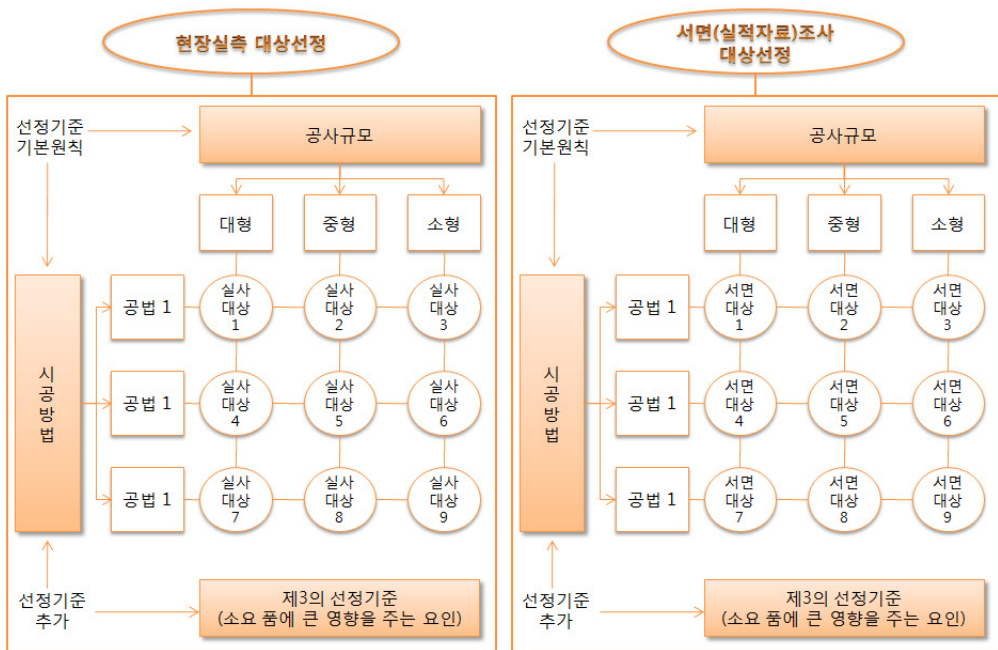 현장실측 대상선정
선정기준
기본원칙
공사규모
대형
중형
소형
시
공
방
법
공법 1
실사
대상
1
실사
대상
2
실사
대상
3
공법 1
실사
대상
4
실사
대상
5
실사
대상
6
공법 1
실사
대상
7
실사
대상
8
실사
대상
9
선정기준
추가
제3의 선정기준
(소요 품에 큰 영향을 주는 요인)
서면(실적자료)조사
대상선정
선정기준
기본원칙
공사규모
대형
중형
소형
시
공
방
법
공법 1
서면
대상
1
서면
대상
2
서면
대상
3
공법 1
서면
대상
4
서면
대상
5
서면
대상
6
공법 1
서면
대상
7
서면
대상
8
서면
대상
9
선정기준
추가
제3의 선정기준
(소요 품에 큰 영향을 주는 요인)